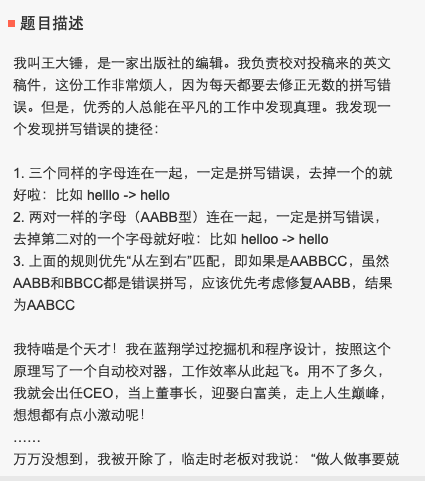 题目描述
我叫王大锤，是一家出版社的编辑。我负责校对投稿来的英文
稿件，这份工作非常烦人，因为每天都要去修正无数的拼写错
误。但是，优秀的人总能在平凡的工作中发现真理。我发现一
个发现拼写错误的捷径：
1. 三个同样的字母连在一起，一定是拼写错误，去掉一个的就
好啦：比如 helllo -> hello
2. 两对一样的字母（AABB型）连在一起，一定是拼写错误，
去掉第二对的一个字母就好啦：比如 helloo -> hello
3. 上面的规则优先“从左到右”匹配，即如果是AABBCC，虽然
AABB和BBCC都是错误拼写，应该优先考虑修复AABB，结果
为AABCC
我特喵是个天才！我在蓝翔学过挖掘机和程序设计，按照这个
原理写了一个自动校对器，工作效率从此起飞。用不了多久，
我就会出任CEO，当上董事长，迎娶白富美，走上人生巅峰，
想想都有点小激动呢！
……
万万没想到，我被开除了，临走时老板对我说： “做人做事要兢